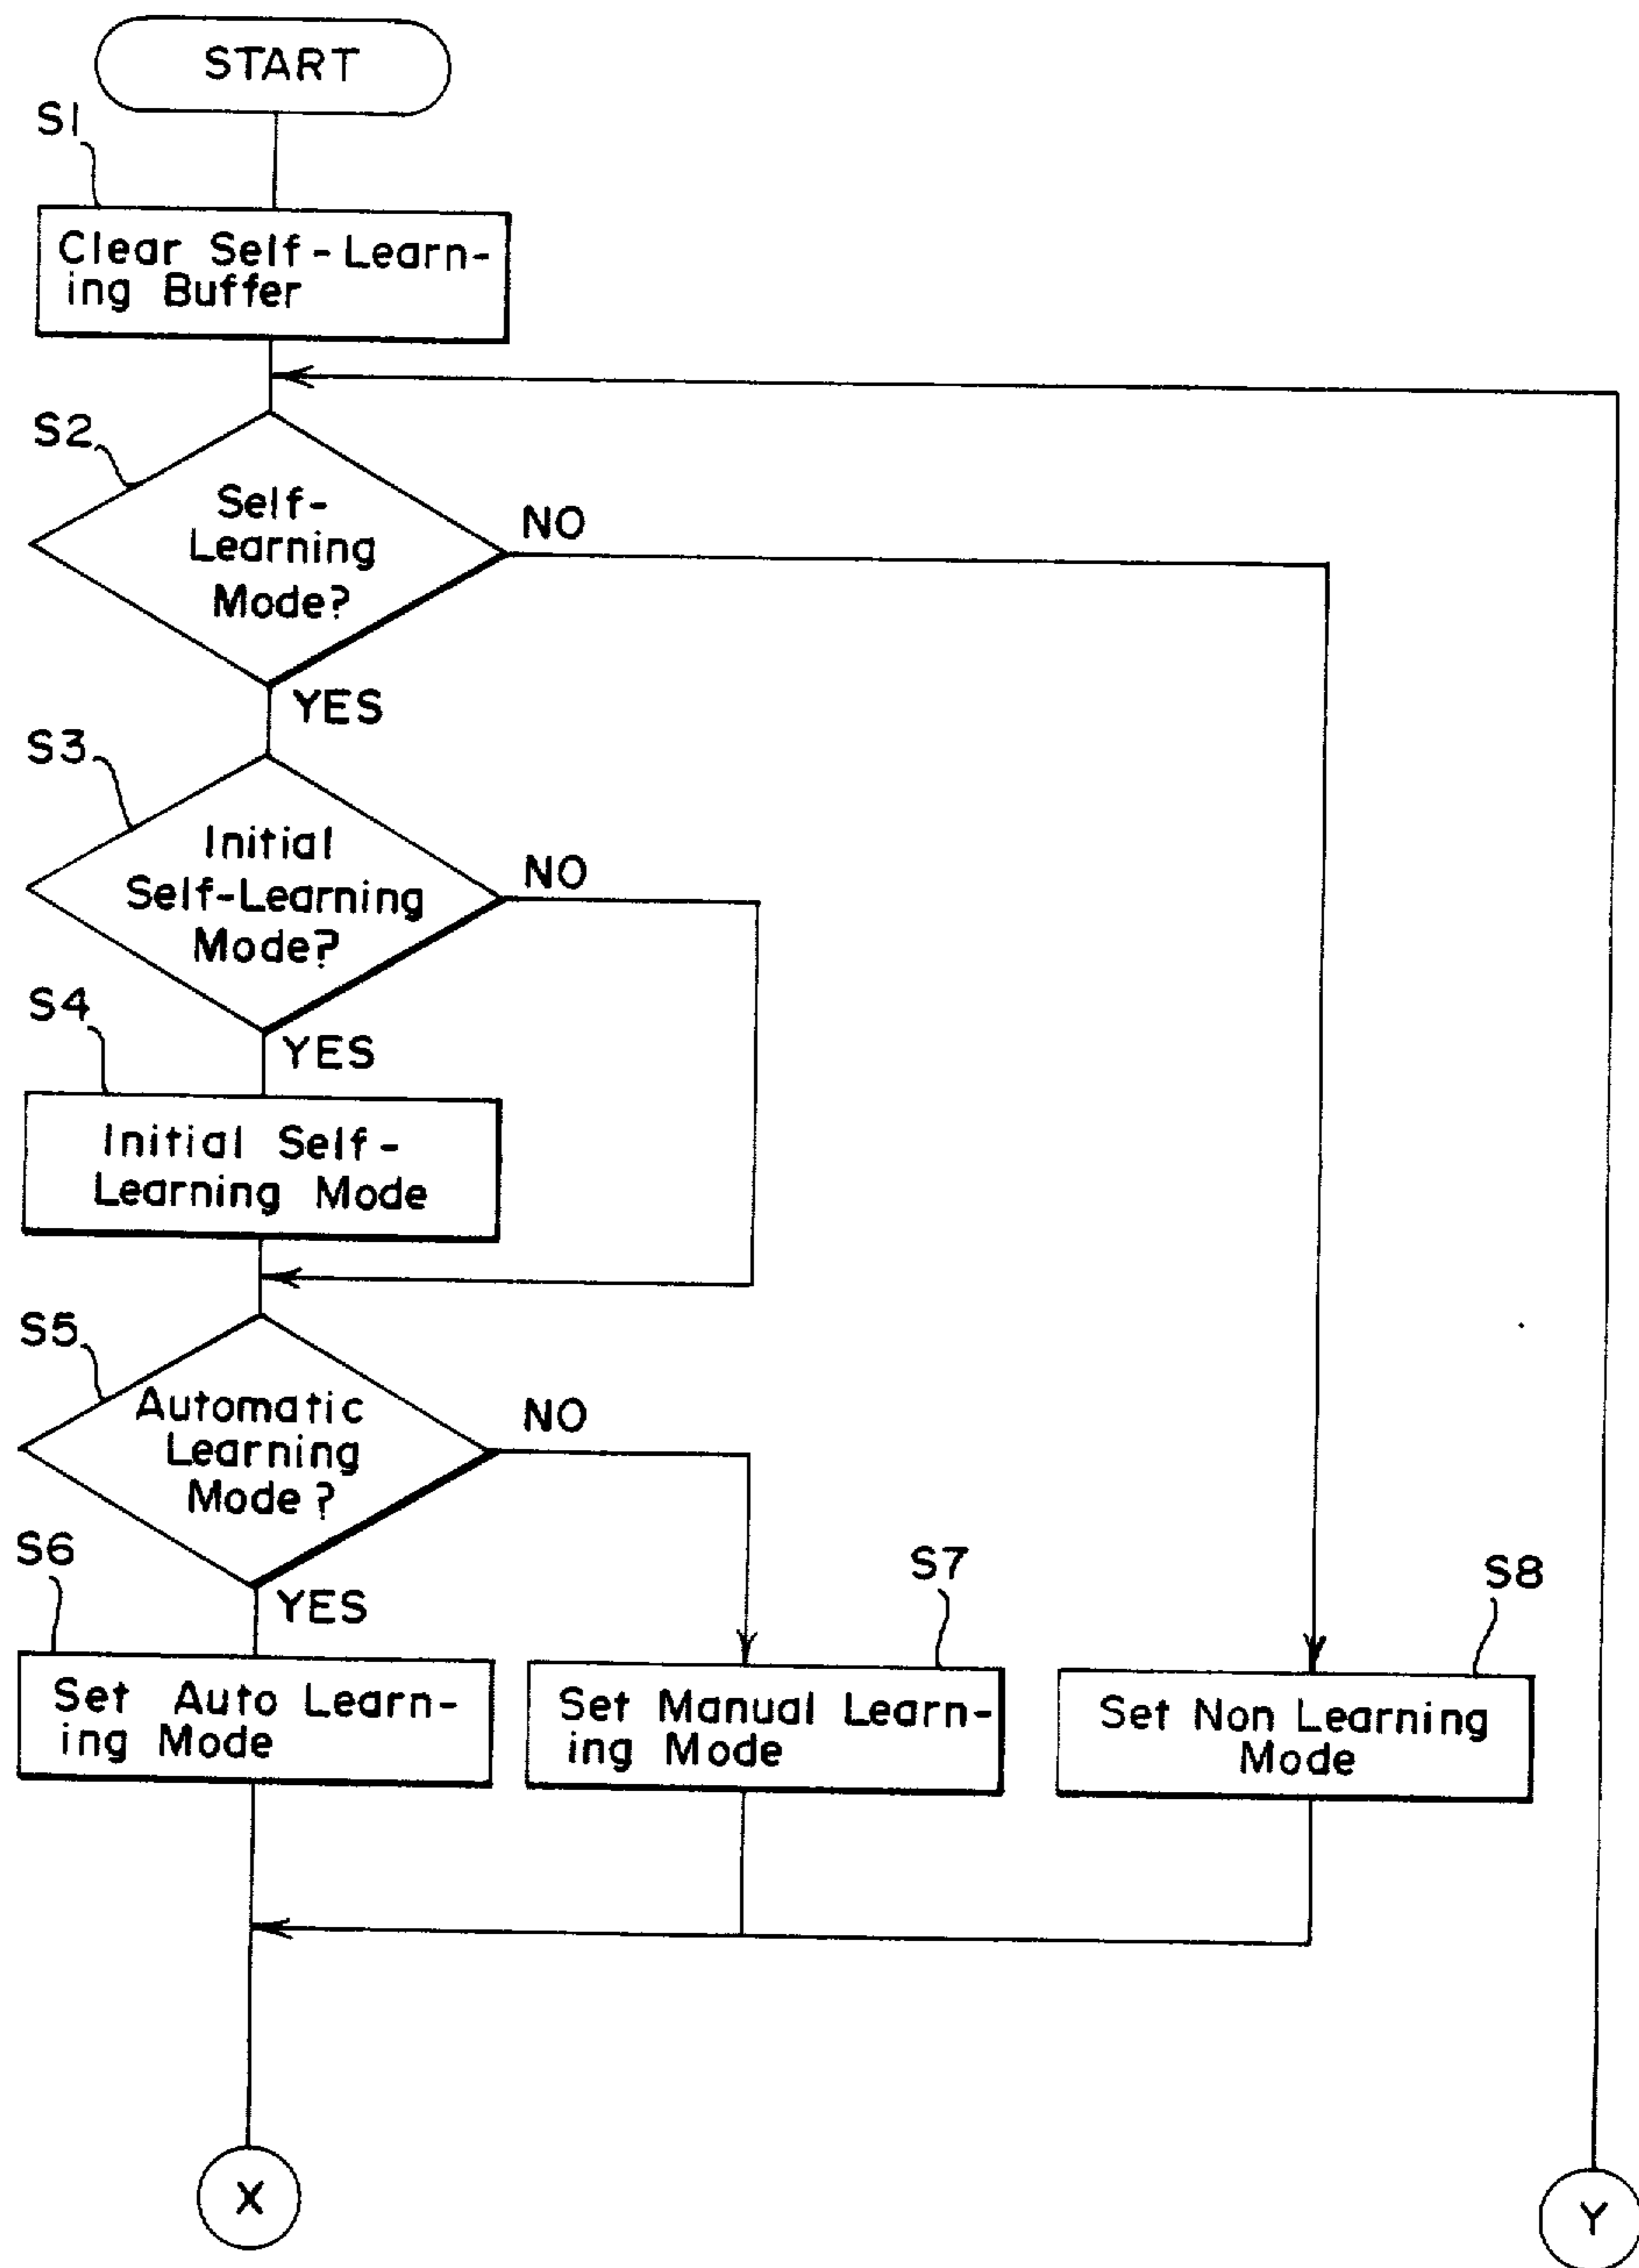 START
S1
Clear Self-Learn-
ing Buffer
S2
Self-
Learning
Mode?
NO
YES
S3
Initial
Self-Learning
Mode?
NO
YES
S4
Initial Self-
Learning Mode
S5
Automatic
Learning
Mode?
NO
YES
S6
Set Auto Learn-
ing Mode
S7
Set Manual Learn-
ing Mode
S8
Set Non Learning
Mode
X
Y